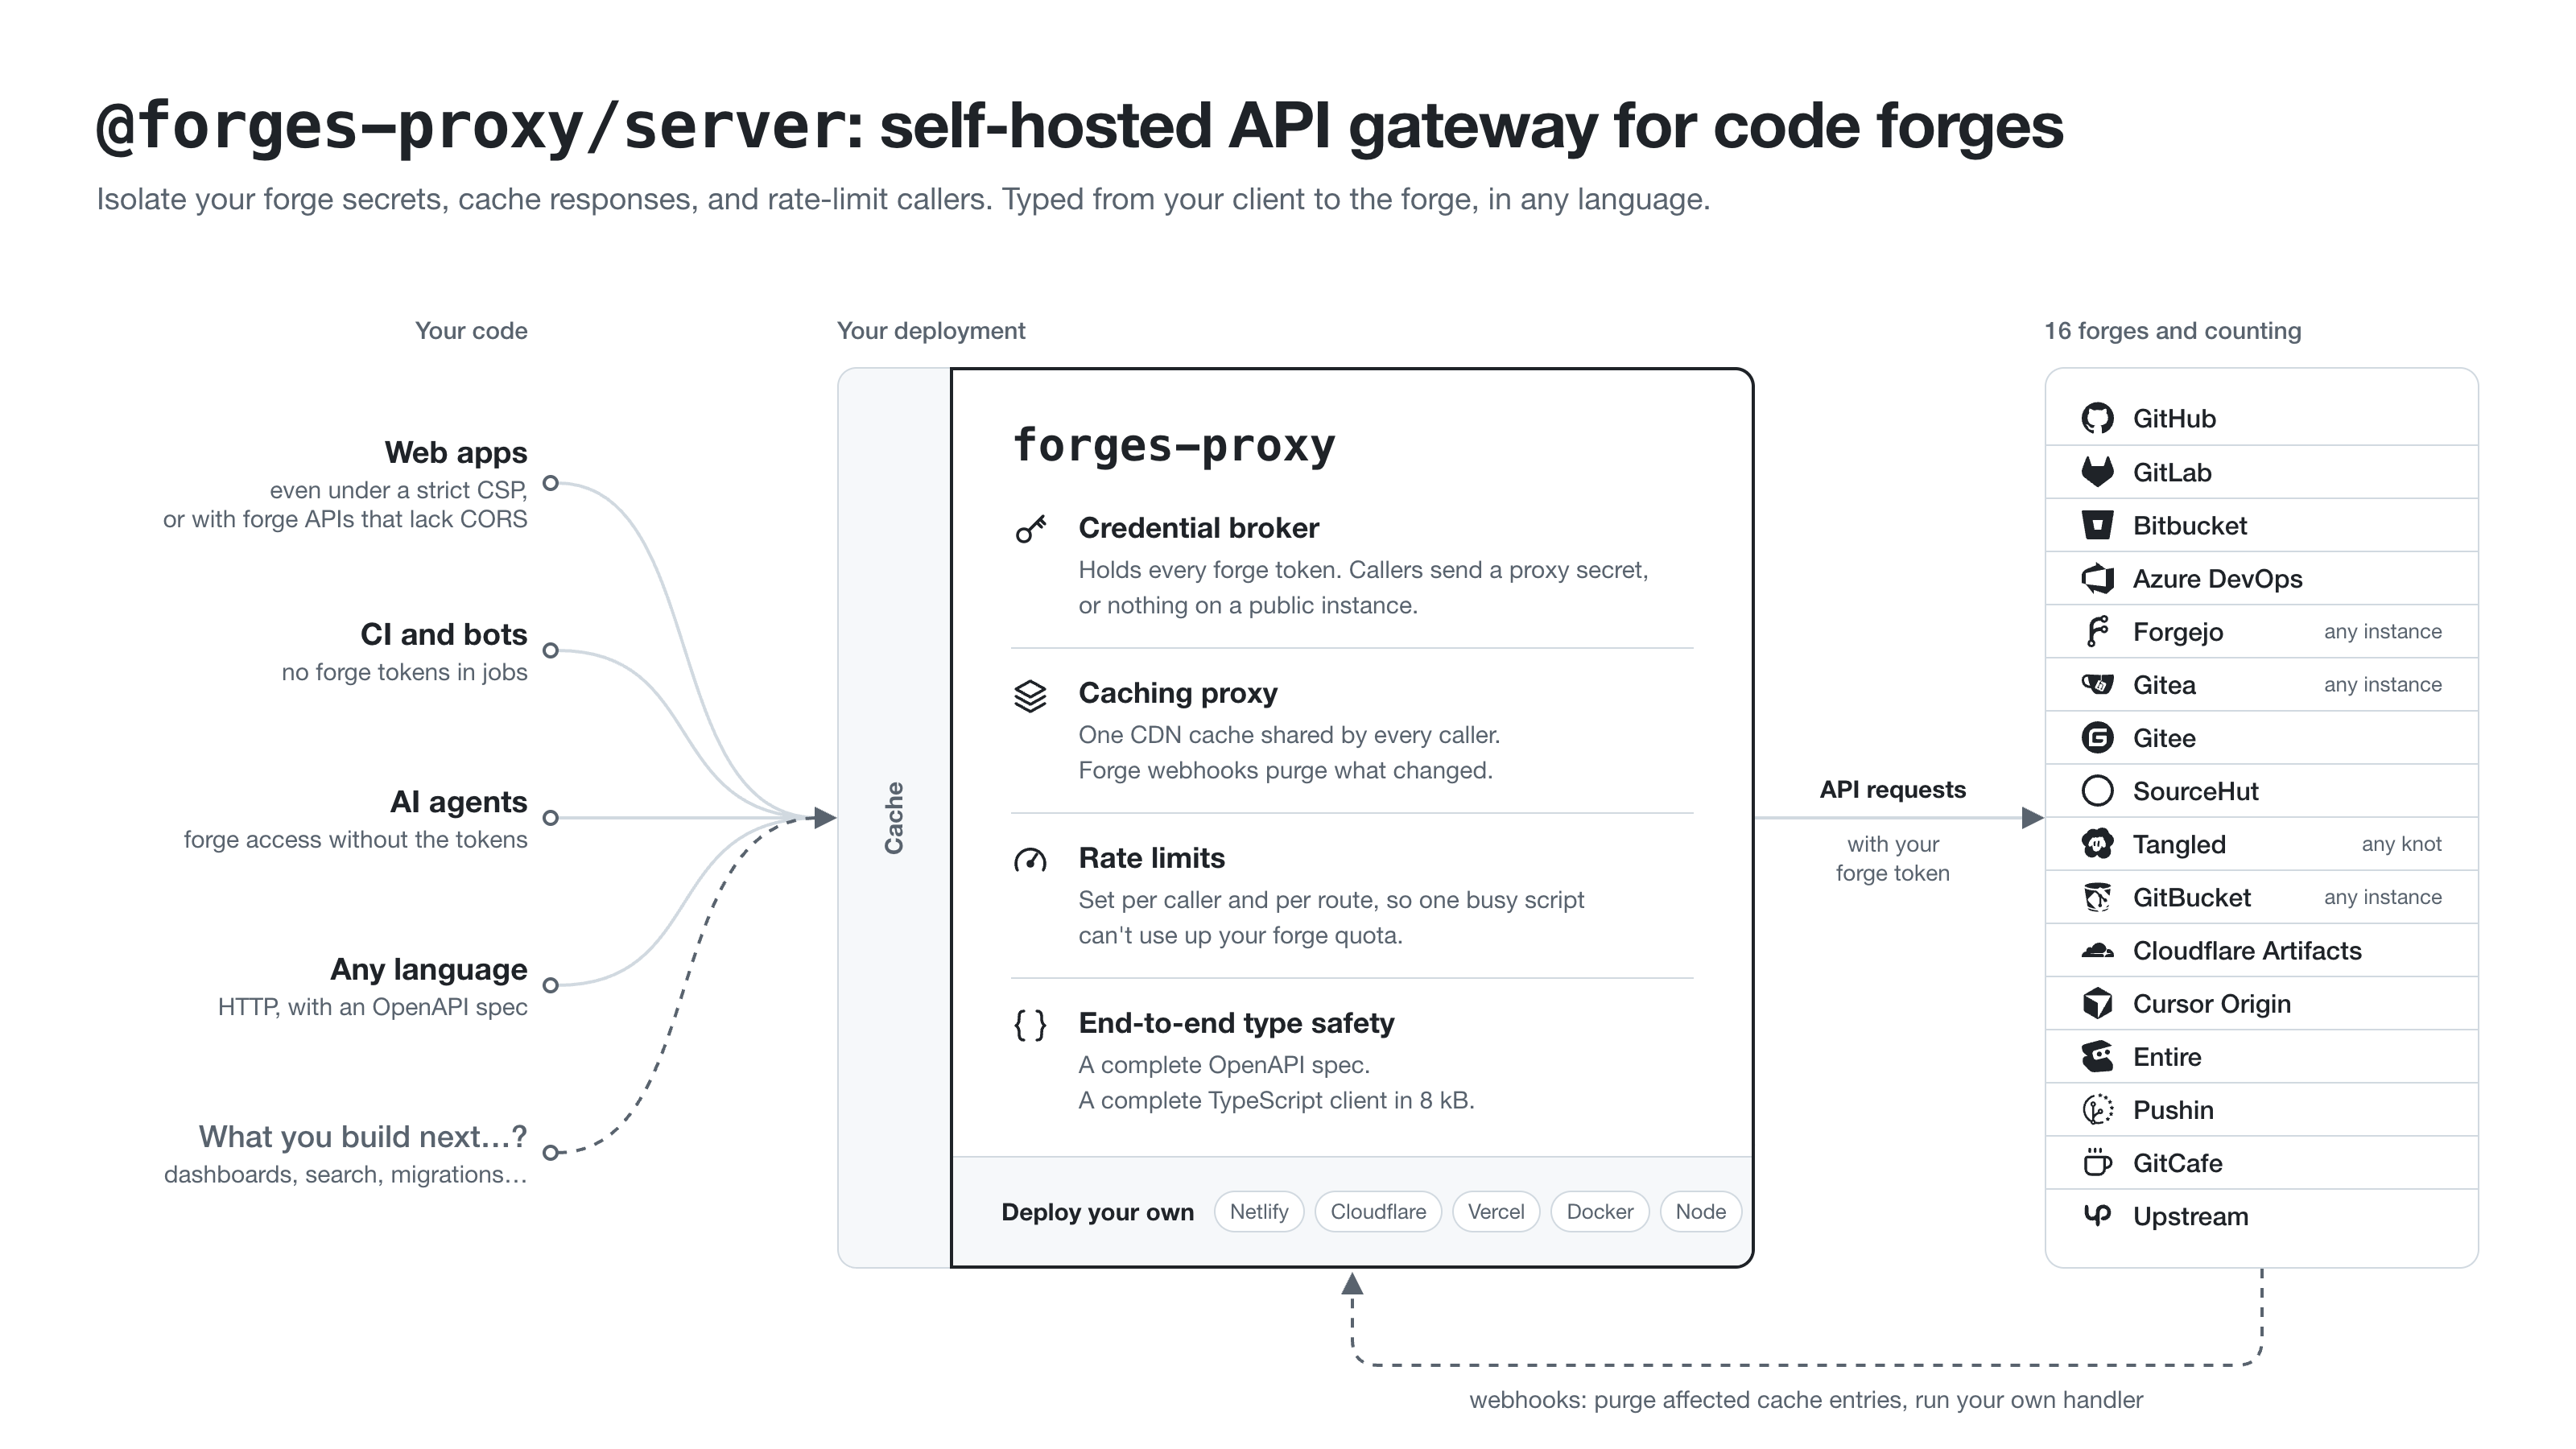 @forges-proxy/server: self-hosted API gateway for code forges
Isolate your forge secrets, cache responses, and rate-limit callers. Typed from your client to the forge, in any language.
Your code
Web apps
even under a strict CSP,
or with forge APIs that lack CORS
CI and bots
no forge tokens in jobs
AI agents
forge access without the tokens
Any language
HTTP, with an OpenAPI spec
What you build next…?
dashboards, search, migrations…
Your deployment
Cache
forges-proxy
Credential broker
Holds every forge token. Callers send a proxy secret,
or nothing on a public instance.
Caching proxy
One CDN cache shared by every caller.
Forge webhooks purge what changed.
Rate limits
Set per caller and per route, so one busy script
can't use up your forge quota.
End-to-end type safety
A complete OpenAPI spec.
A complete TypeScript client in 8 kB.
Deploy your own Netlify Cloudflare Vercel Docker Node
API requests
with your
forge token
16 forges and counting
GitHub
GitLab
Bitbucket
Azure DevOps
Forgejo any instance
Gitea any instance
Gitee
SourceHut
Tangled any knot
GitBucket any instance
Cloudflare Artifacts
Cursor Origin
Entire
Pushin
GitCafe
Upstream
webhooks: purge affected cache entries, run your own handler